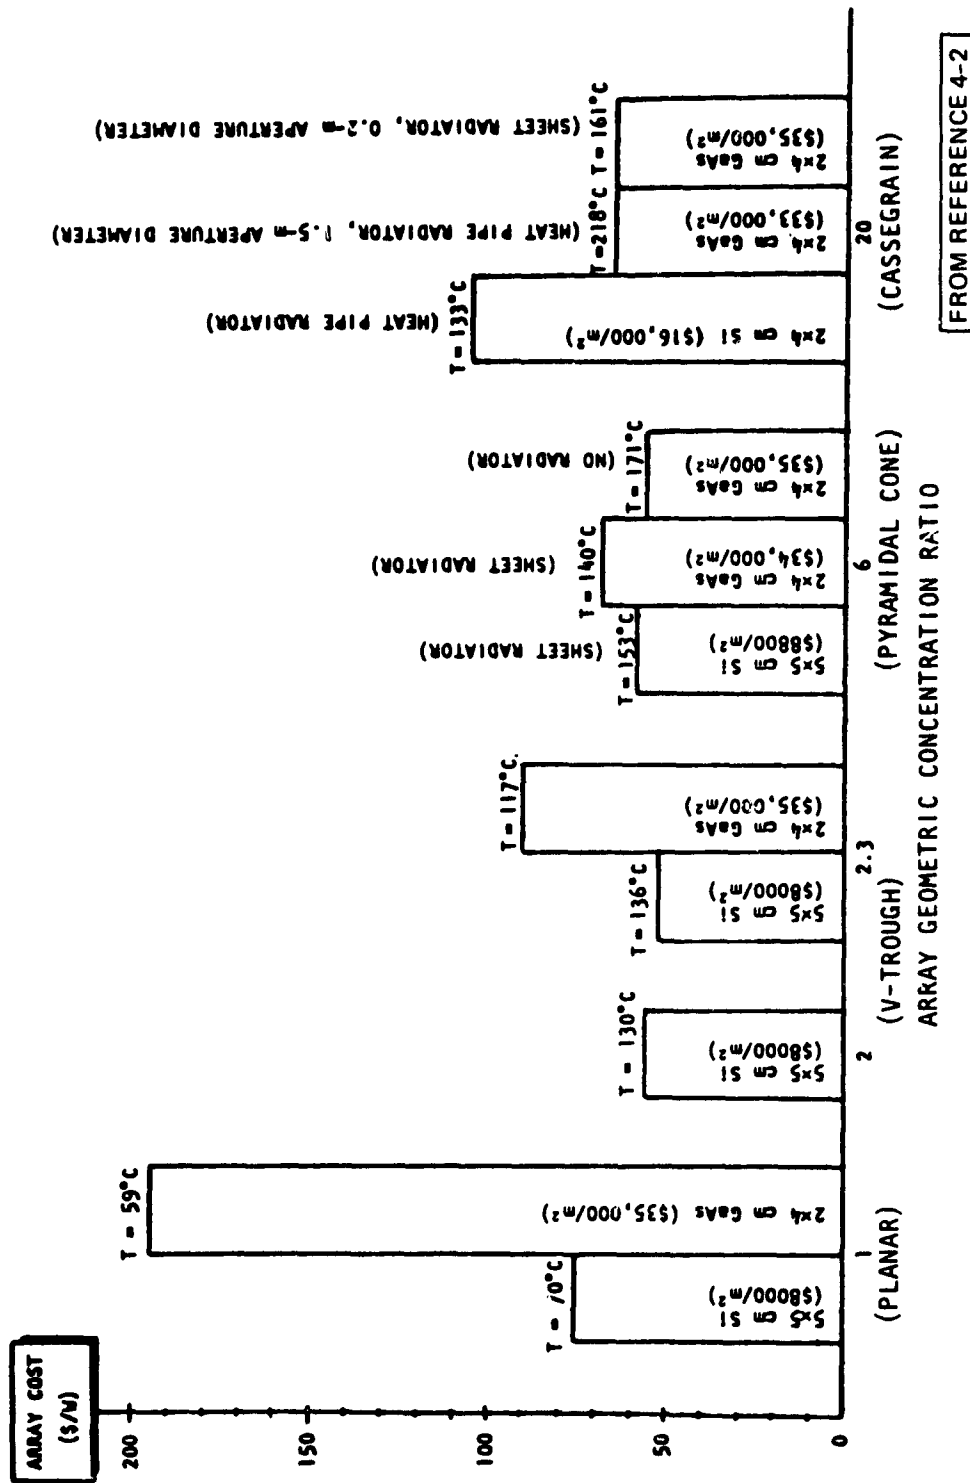 ARRAY COST
($/W)
200
150
100
50
0
T = 70°C
5×5 cm Si
($8000/m²)
T = 59°C
2×4 cm GaAs ($35,000/m²)
1
(PLANAR)
T = 130°C
5×5 cm Si
($8000/m²)
2
T = 136°C
5×5 cm Si
($8000/m²)
T = 117°C.
2×4 cm GaAs
($35,000/m²)
2.3
(V-TROUGH)
(SHEET RADIATOR)
T = 153°C
5×5 cm Si
($8800/m²)
(SHEET RADIATOR)
T = 140°C
2×4 cm GaAs
($34,000/m²)
(NO RADIATOR)
T = 171°C
2×4 cm GaAs
($35,000/m²)
6
(PYRAMIDAL CONE)
(HEAT PIPE RADIATOR)
T = 133°C
2×4 cm Si ($16,000/m²)
(HEAT PIPE RADIATOR, 1.5-m APERTURE DIAMETER)
T = 218°C
2×4 cm GaAs
($33,000/m²)
(SHEET RADIATOR, 0.2-m APERTURE DIAMETER)
T = 161°C
2×4 cm GaAs
($35,000/m²)
20
(CASSEGRAIN)
ARRAY GEOMETRIC CONCENTRATION RATIO
FROM REFERENCE 4-2